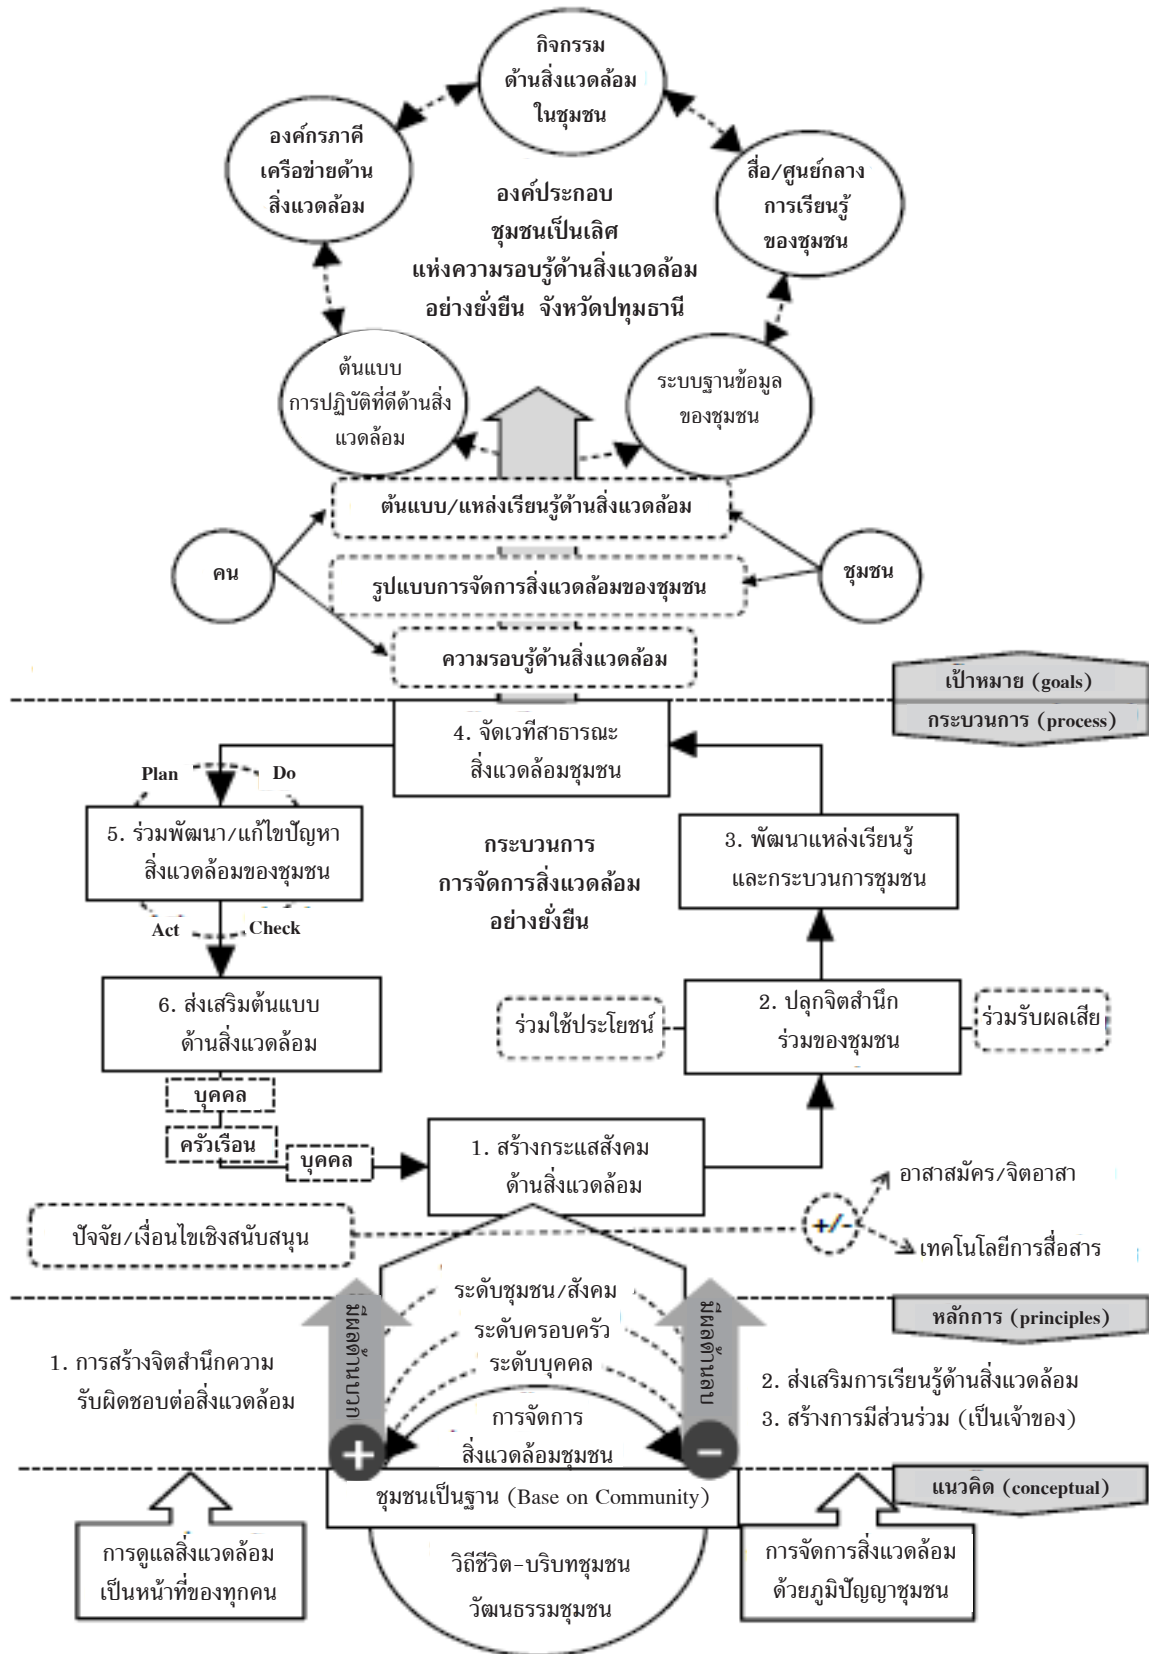 กิจกรรม
ด้านสิ่งแวดล้อม
ในชุมชน
องค์กรภาคี
เครือข่ายด้าน
สิ่งแวดล้อม
สื่อ/ศูนย์กลาง
การเรียนรู้
ของชุมชน
องค์ประกอบ
ชุมชนเป็นเลิศ
แห่งความรอบรู้ด้านสิ่งแวดล้อม
อย่างยั่งยืน จังหวัดปทุมธานี
ต้นแบบ
การปฏิบัติที่ดีด้านสิ่ง
แวดล้อม
ระบบฐานข้อมูล
ของชุมชน
ต้นแบบ/แหล่งเรียนรู้ด้านสิ่งแวดล้อม
คน
รูปแบบการจัดการสิ่งแวดล้อมของชุมชน
ชุมชน
ความรอบรู้ด้านสิ่งแวดล้อม
เป้าหมาย (goals)
กระบวนการ (process)
4. จัดเวทีสาธารณะ
สิ่งแวดล้อมชุมชน
Plan
Do
5. ร่วมพัฒนา/แก้ไขปัญหา
สิ่งแวดล้อมของชุมชน
Act
Check
กระบวนการ
การจัดการสิ่งแวดล้อม
อย่างยั่งยืน
3. พัฒนาแหล่งเรียนรู้
และกระบวนการชุมชน
6. ส่งเสริมต้นแบบ
ด้านสิ่งแวดล้อม
ร่วมใช้ประโยชน์
2. ปลุกจิตสำนึก
ร่วมของชุมชน
ร่วมรับผลเสีย
บุคคล
ครัวเรือน
บุคคล
1. สร้างกระแสสังคม
ด้านสิ่งแวดล้อม
อาสาสมัคร/จิตอาสา
ปัจจัย/เงื่อนไขเชิงสนับสนุน
+/-
เทคโนโลยีการสื่อสาร
ระดับชุมชน/สังคม
ระดับครอบครัว
ระดับบุคคล
มีผลด้านบวก
มีผลด้านลบ
หลักการ (principles)
1. การสร้างจิตสำนึกความ
รับผิดชอบต่อสิ่งแวดล้อม
2. ส่งเสริมการเรียนรู้ด้านสิ่งแวดล้อม
3. สร้างการมีส่วนร่วม (เป็นเจ้าของ)
การจัดการ
สิ่งแวดล้อมชุมชน
+
−
แนวคิด (conceptual)
ชุมชนเป็นฐาน (Base on Community)
การดูแลสิ่งแวดล้อม
เป็นหน้าที่ของทุกคน
วิถีชีวิต-บริบทชุมชน
วัฒนธรรมชุมชน
การจัดการสิ่งแวดล้อม
ด้วยภูมิปัญญาชุมชน